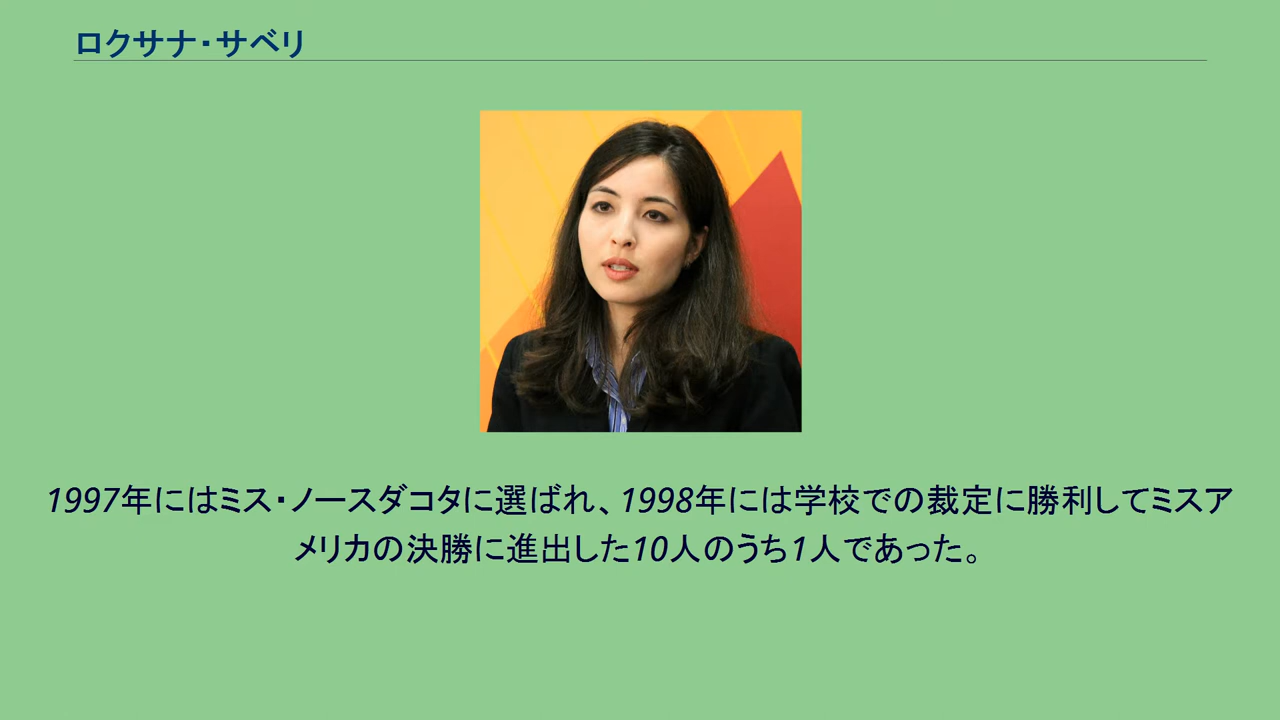 ロクサナ・サベリ
1997年にはミス・ノースダコタに選ばれ、1998年には学校での裁定に勝利してミスア
メリカの決勝に進出した10人のうち1人であった。